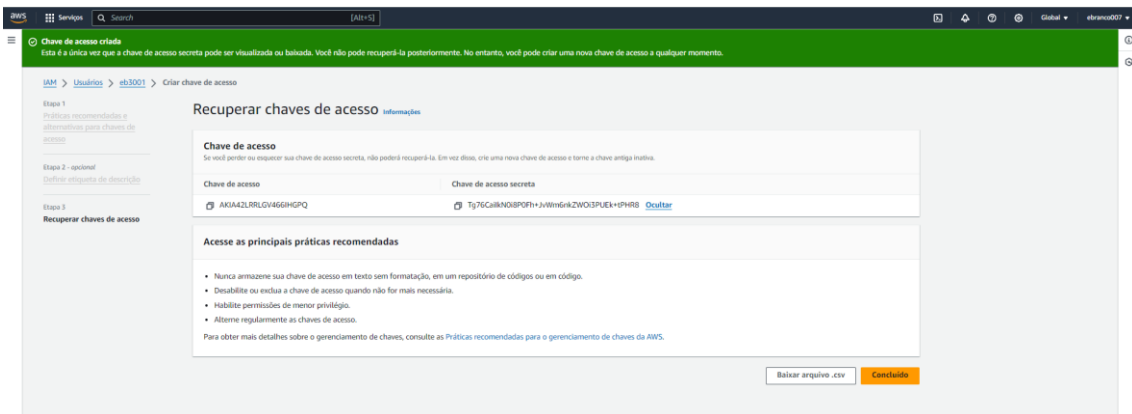 aws
Serviços
Search
[Alt+S]
Global
ebranco007
Chave de acesso criada
Esta é a única vez que a chave de acesso secreta pode ser visualizada ou baixada. Você não pode recuperá-la posteriormente. No entanto, você pode criar uma nova chave de acesso a qualquer momento.
IAM > Usuários > eb3001 > Criar chave de acesso
Etapa 1
Práticas recomendadas e
alternativas para chaves de
acesso
Etapa 2 - opcional
Definir etiqueta de descrição
Etapa 3
Recuperar chaves de acesso
Recuperar chaves de acesso Informações
Chave de acesso
Se você perder ou esquecer sua chave de acesso secreta, não poderá recuperá-la. Em vez disso, crie uma nova chave de acesso e torne a chave antiga inativa.
Chave de acesso
Chave de acesso secreta
AKIA42LRRLGV466IHGPQ
Ocultar
Acesse as principais práticas recomendadas
• Nunca armazene sua chave de acesso em texto sem formatação, em um repositório de códigos ou em código.
• Desabilite ou exclua a chave de acesso quando não for mais necessária.
• Habilite permissões de menor privilégio.
• Alterne regularmente as chaves de acesso.
Para obter mais detalhes sobre o gerenciamento de chaves, consulte as Práticas recomendadas para o gerenciamento de chaves da AWS.
Baixar arquivo .csv
Concluído